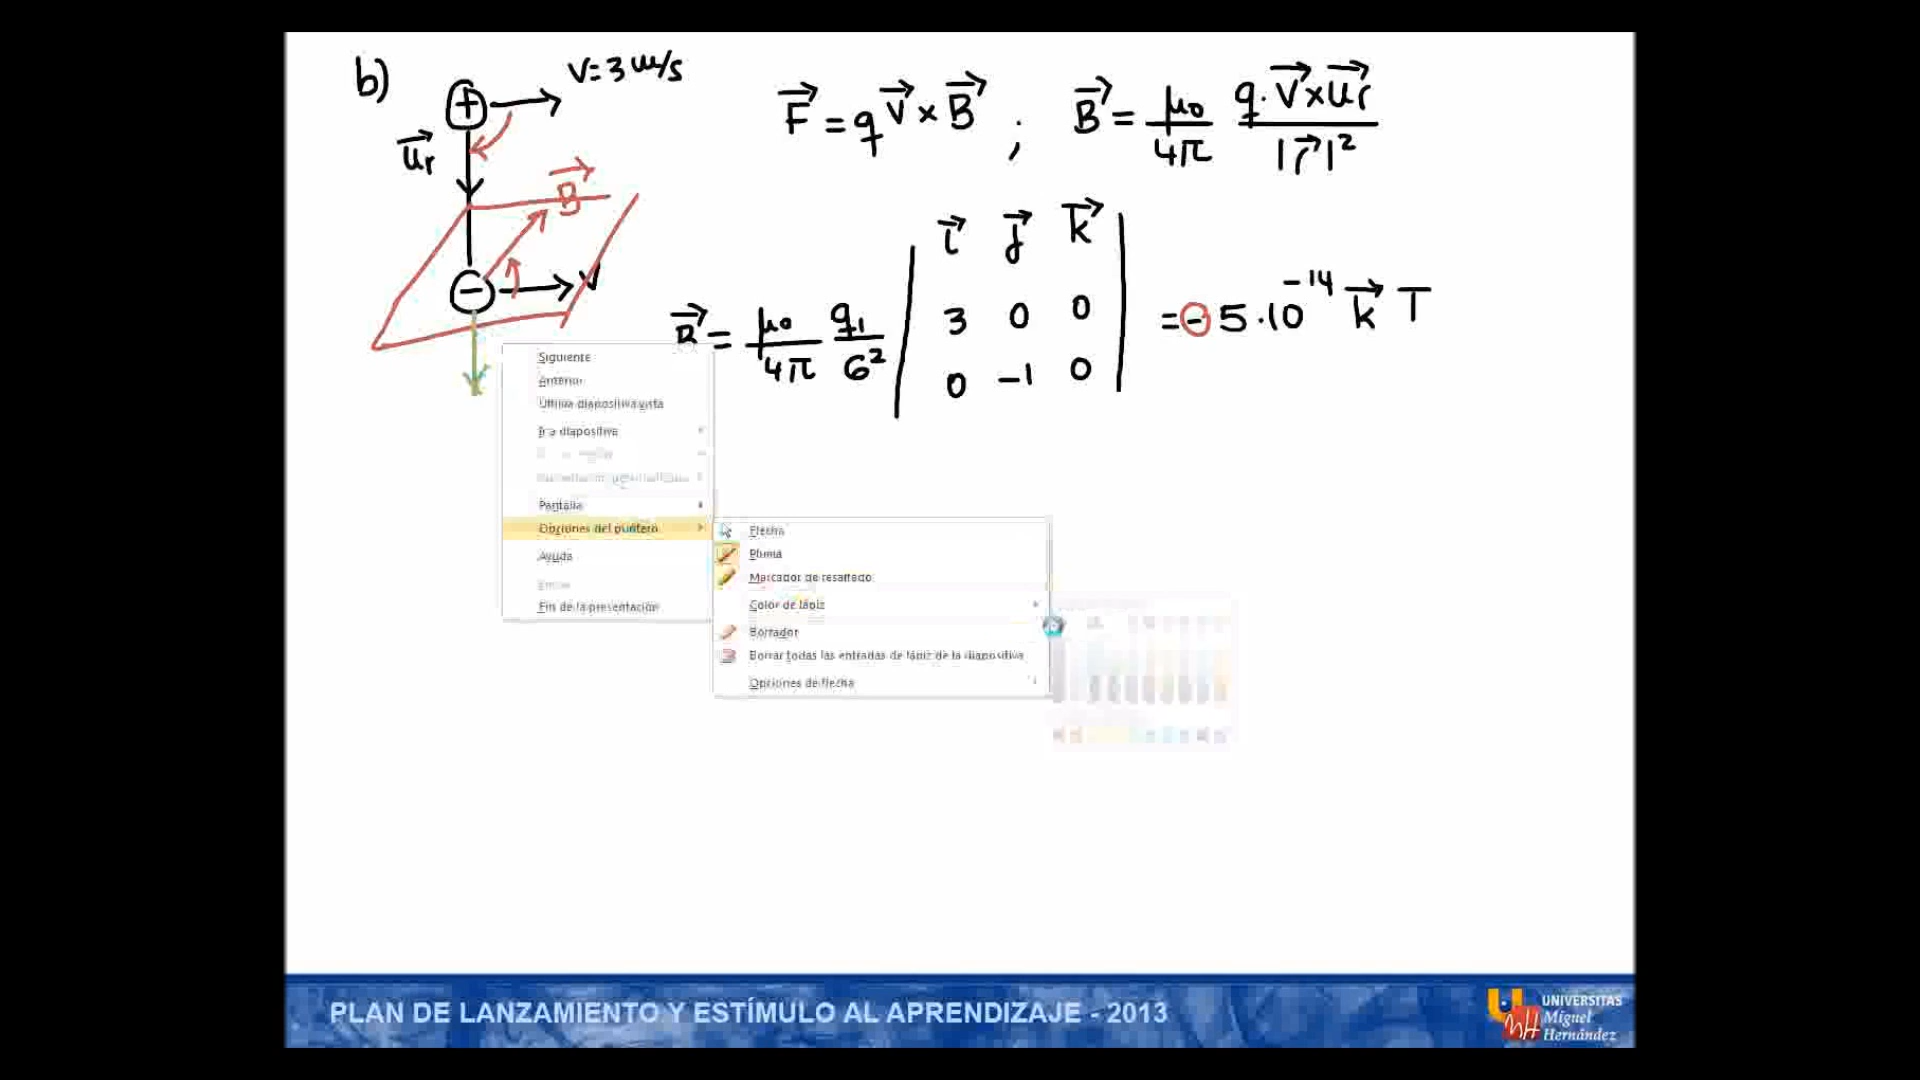 b)
V=3 m/s
+
u⃗r
B⃗
−
V
F⃗ = q V⃗ x B⃗ ; B⃗ = μ₀/4π q·V⃗xu⃗r/|r⃗|²
B⃗ = μ₀/4π q₁/6² | i⃗ j⃗ k⃗ | = -5·10⁻¹⁴ k⃗ T
3 0 0
0 -1 0
Siguiente
Anterior
Última diapositiva vista
Ir a diapositiva
Pantalla
Opciones del puntero
Ayuda
Fin de la presentación
Flecha
Pluma
Marcador de resaltado
Color de lápiz
Borrador
Borrar todas las entradas de lápiz de la diapositiva
Opciones de flecha
PLAN DE LANZAMIENTO Y ESTÍMULO AL APRENDIZAJE - 2013
UNIVERSITAS
Miguel
Hernández